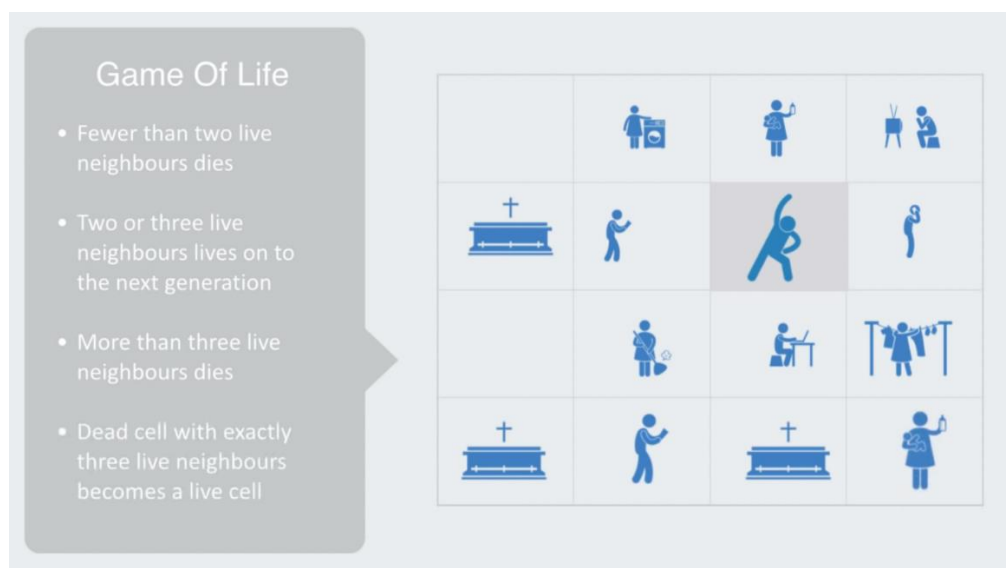 Game Of Life
• Fewer than two live
neighbours dies
• Two or three live
neighbours lives on to
the next generation
• More than three live
neighbours dies
• Dead cell with exactly
three live neighbours
becomes a live cell